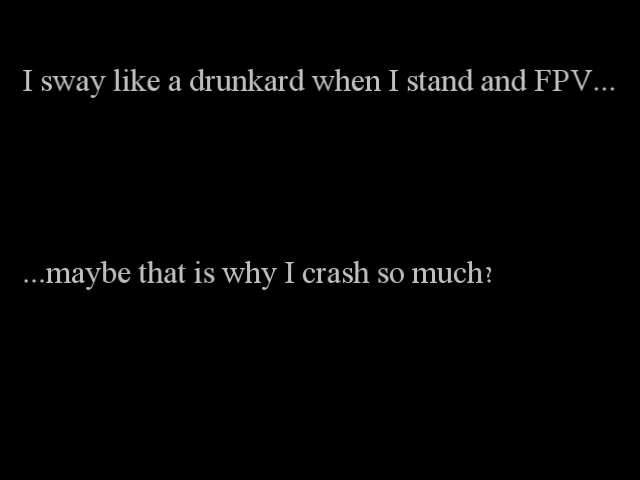 I sway like a drunkard when I stand and FPV...
...maybe that is why I crash so much?